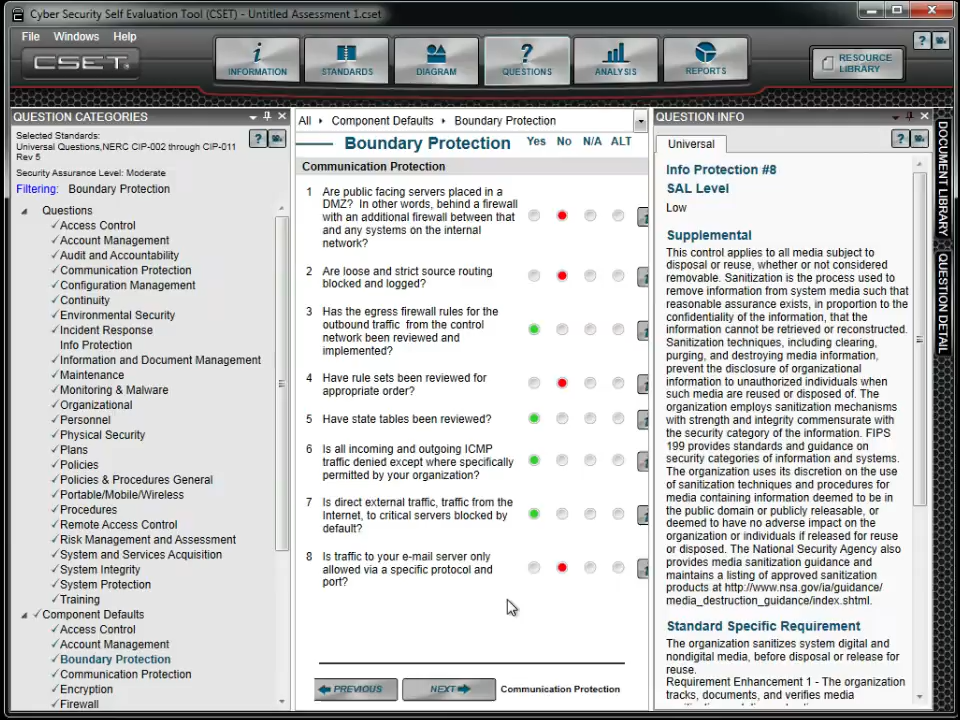 Cyber Security Self Evaluation Tool (CSET) - Untitled Assessment 1.cset
File Windows Help
CSET
INFORMATION
STANDARDS
DIAGRAM
QUESTIONS
ANALYSIS
REPORTS
RESOURCE
LIBRARY
QUESTION CATEGORIES
Selected Standards:
Universal Questions,NERC CIP-002 through CIP-011
Rev 5
Security Assurance Level: Moderate
Filtering: Boundary Protection
Questions
Access Control
Account Management
Audit and Accountability
Communication Protection
Configuration Management
Continuity
Environmental Security
Incident Response
Info Protection
Information and Document Management
Maintenance
Monitoring & Malware
Organizational
Personnel
Physical Security
Plans
Policies
Policies & Procedures General
Portable/Mobile/Wireless
Procedures
Remote Access Control
Risk Management and Assessment
System and Services Acquisition
System Integrity
System Protection
Training
Component Defaults
Access Control
Account Management
Boundary Protection
Communication Protection
Encryption
Firewall
All Component Defaults Boundary Protection
Boundary Protection Yes No N/A ALT
Communication Protection
1 Are public facing servers placed in a
DMZ? In other words, behind a firewall
with an additional firewall between that
and any systems on the internal
network?
2 Are loose and strict source routing
blocked and logged?
3 Has the egress firewall rules for the
outbound traffic from the control
network been reviewed and
implemented?
4 Have rule sets been reviewed for
appropriate order?
5 Have state tables been reviewed?
6 Is all incoming and outgoing ICMP
traffic denied except where specifically
permitted by your organization?
7 Is direct external traffic, traffic from the
Internet, to critical servers blocked by
default?
8 Is traffic to your e-mail server only
allowed via a specific protocol and
port?
PREVIOUS NEXT Communication Protection
QUESTION INFO
Universal
Info Protection #8
SAL Level
Low
Supplemental
This control applies to all media subject to
disposal or reuse, whether or not considered
removable. Sanitization is the process used to
remove information from system media such that
reasonable assurance exists, in proportion to the
confidentiality of the information, that the
information cannot be retrieved or reconstructed.
Sanitization techniques, including clearing,
purging, and destroying media information,
prevent the disclosure of organizational
information to unauthorized individuals when
such media are reused or disposed of. The
organization employs sanitization mechanisms
with strength and integrity commensurate with
the security category of the information. FIPS
199 provides standards and guidance on
security categories of information and systems.
The organization uses its discretion on the use
of sanitization techniques and procedures for
media containing information deemed to be in
the public domain or publicly releasable, or
deemed to have no adverse impact on the
organization or individuals if released for reuse
or disposed. The National Security Agency also
provides media sanitization guidance and
maintains a listing of approved sanitization
products at http://www.nsa.gov/ia/guidance/
media_destruction_guidance/index.shtml.
Standard Specific Requirement
The organization sanitizes system digital and
nondigital media, before disposal or release for
reuse.
Requirement Enhancement 1 - The organization
tracks, documents, and verifies media
DOCUMENT LIBRARY
QUESTION DETAIL